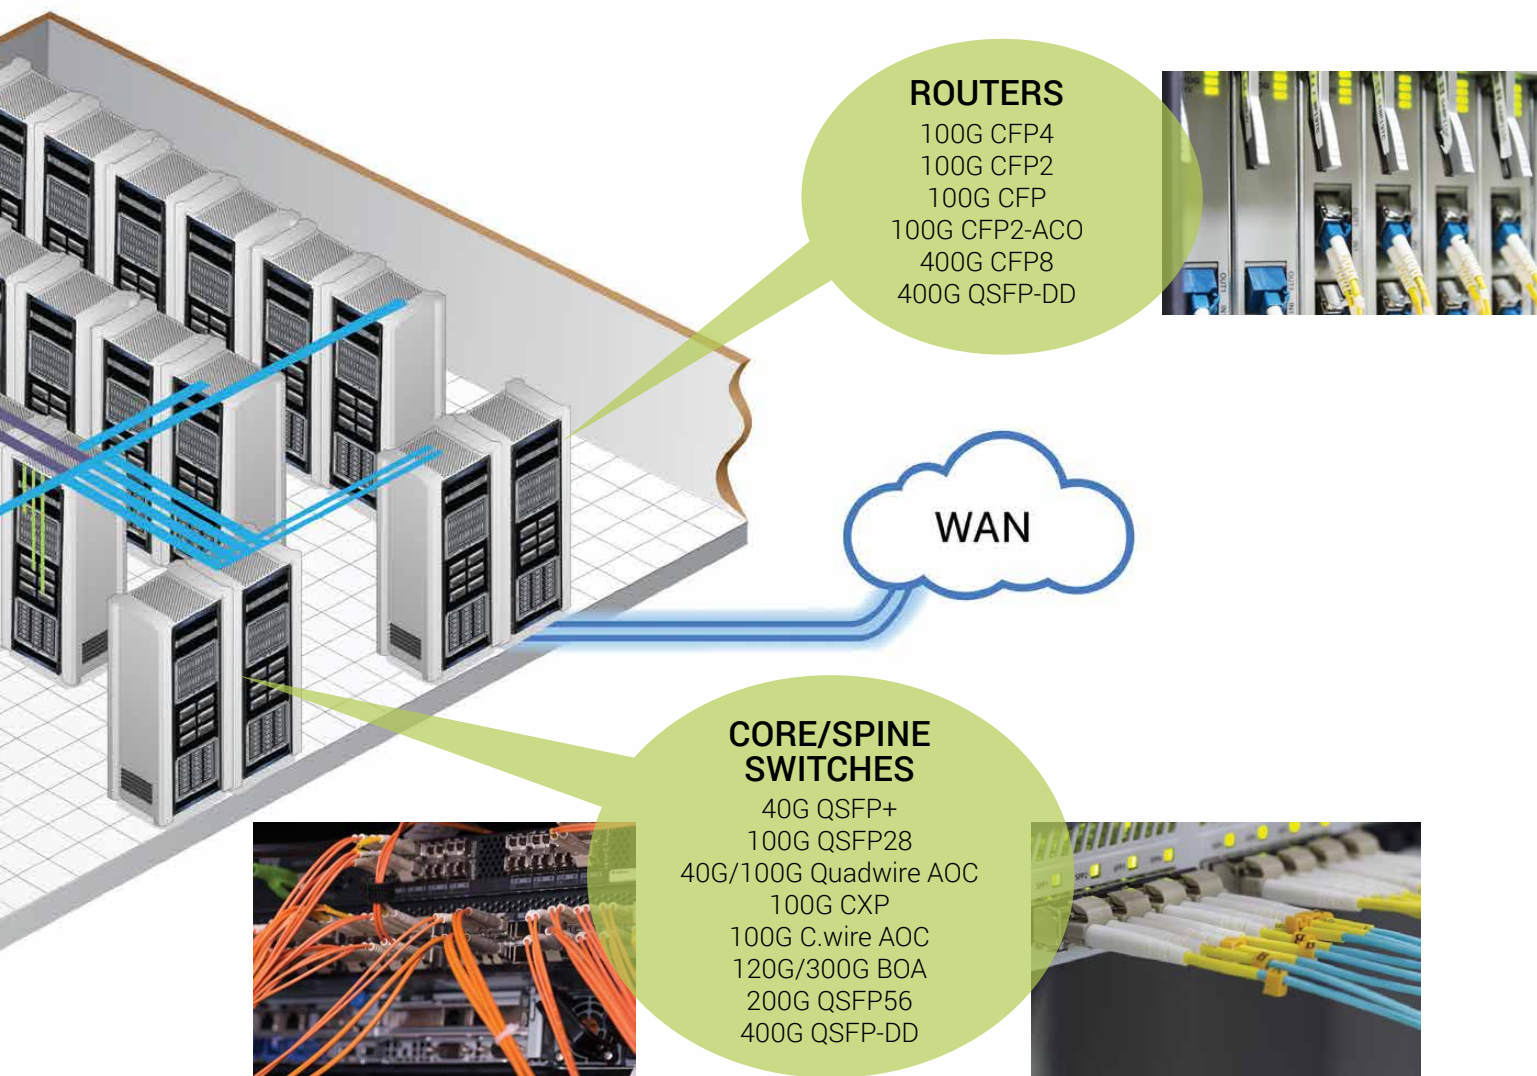 ROUTERS
100G CFP4
100G CFP2
100G CFP
100G CFP2-ACO
400G CFP8
400G QSFP-DD
WAN
CORE/SPINE
SWITCHES
40G QSFP+
100G QSFP28
40G/100G Quadwire AOC
100G CXP
100G C.wire AOC
120G/300G BOA
200G QSFP56
400G QSFP-DD